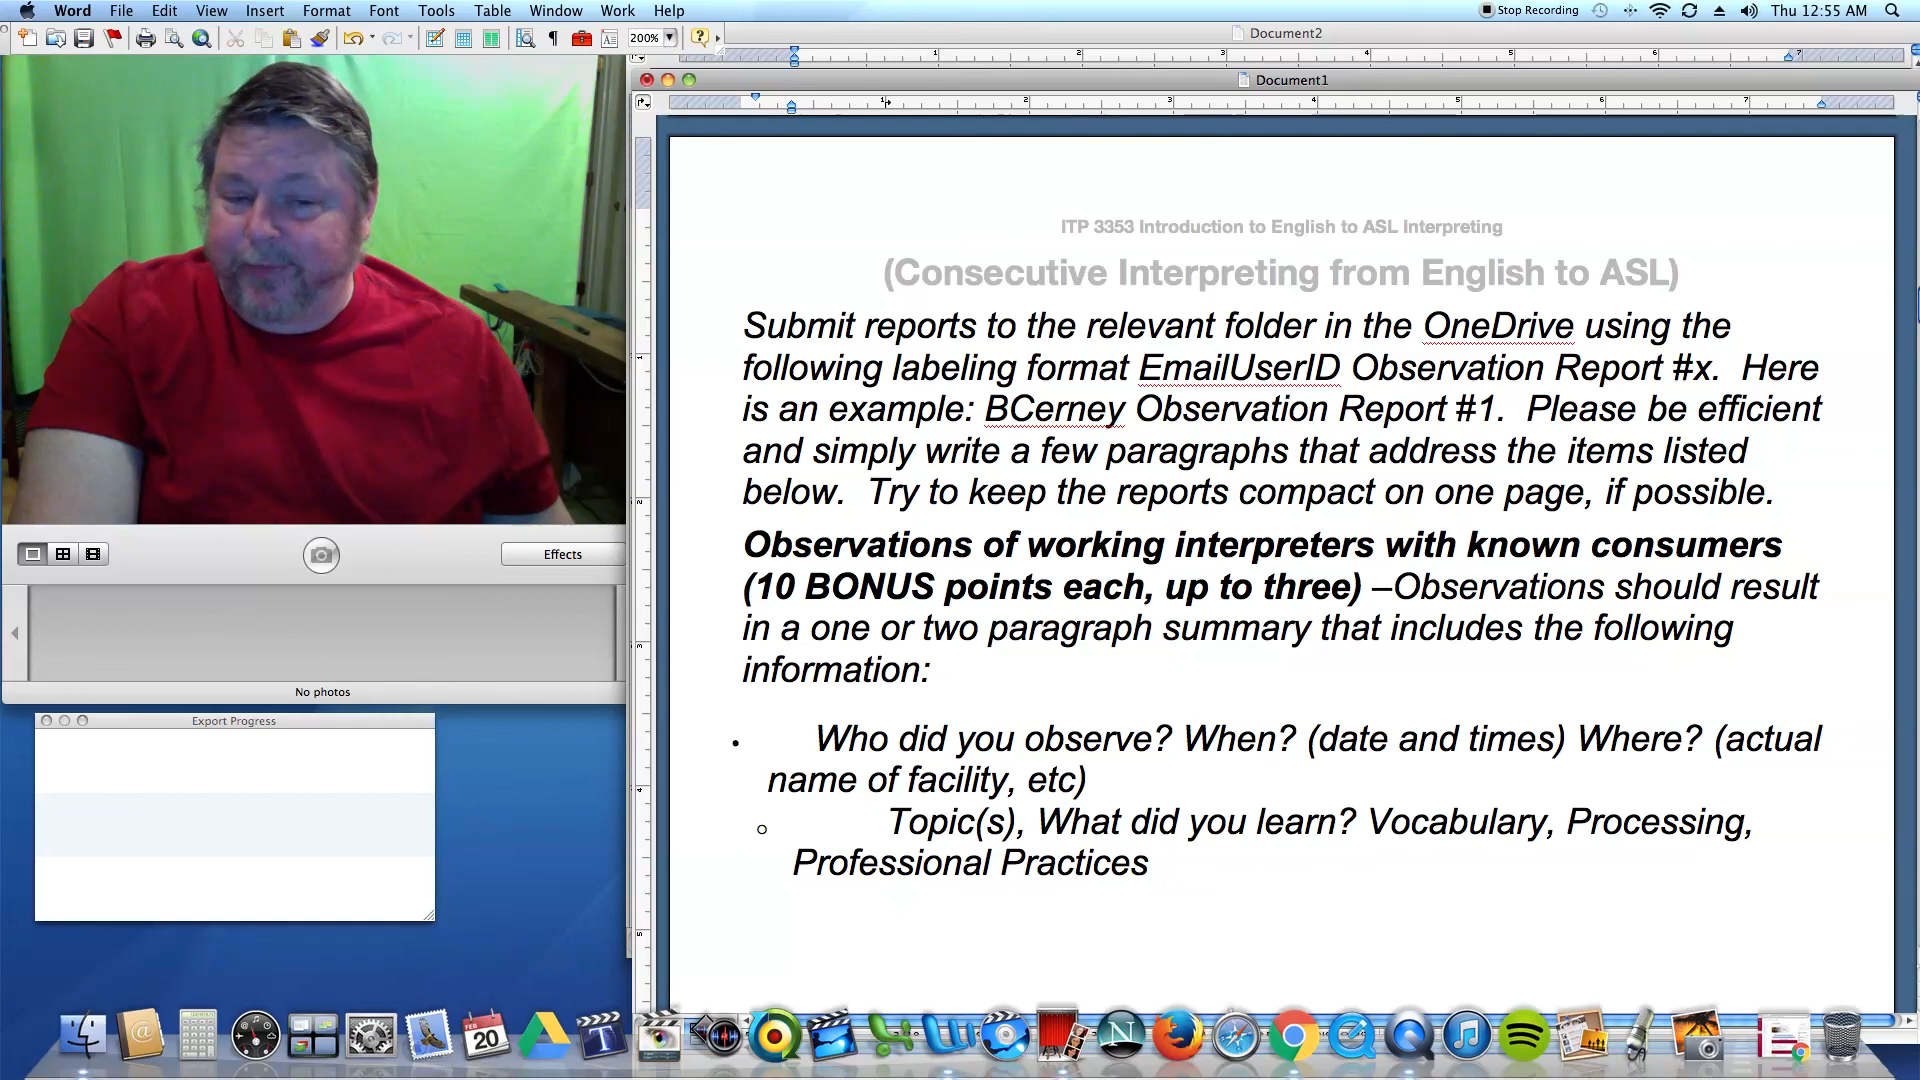 Word File Edit View Insert Format Font Tools Table Window Work Help
Stop Recording Thu 12:55 AM
200%
Document2
Document1
ITP 3353 Introduction to English to ASL Interpreting
(Consecutive Interpreting from English to ASL)
Submit reports to the relevant folder in the OneDrive using the
following labeling format EmailUserID Observation Report #x. Here
is an example: BCerney Observation Report #1. Please be efficient
and simply write a few paragraphs that address the items listed
below. Try to keep the reports compact on one page, if possible.
Observations of working interpreters with known consumers
(10 BONUS points each, up to three) –Observations should result
in a one or two paragraph summary that includes the following
information:
• Who did you observe? When? (date and times) Where? (actual
name of facility, etc)
o Topic(s), What did you learn? Vocabulary, Processing,
Professional Practices
Effects
No photos
Export Progress
FEB
20